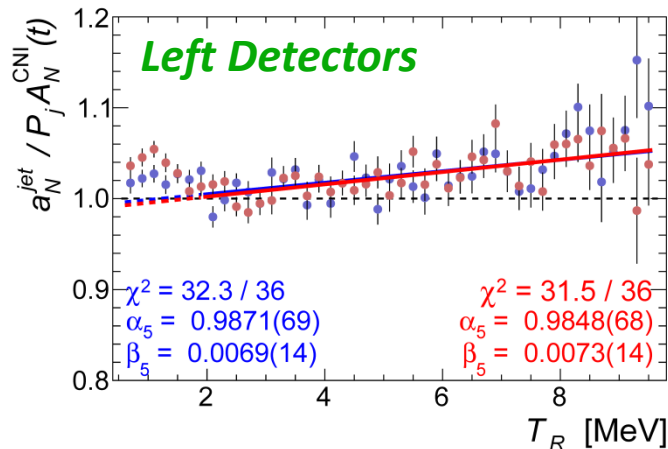 a_N^jet / P_j A_N^CNI (t)
Left Detectors
1.2
1.1
1.0
0.9
0.8
χ² = 32.3 / 36
α₅ = 0.9871(69)
β₅ = 0.0069(14)
χ² = 31.5 / 36
α₅ = 0.9848(68)
β₅ = 0.0073(14)
2 4 6 8
T_R [MeV]